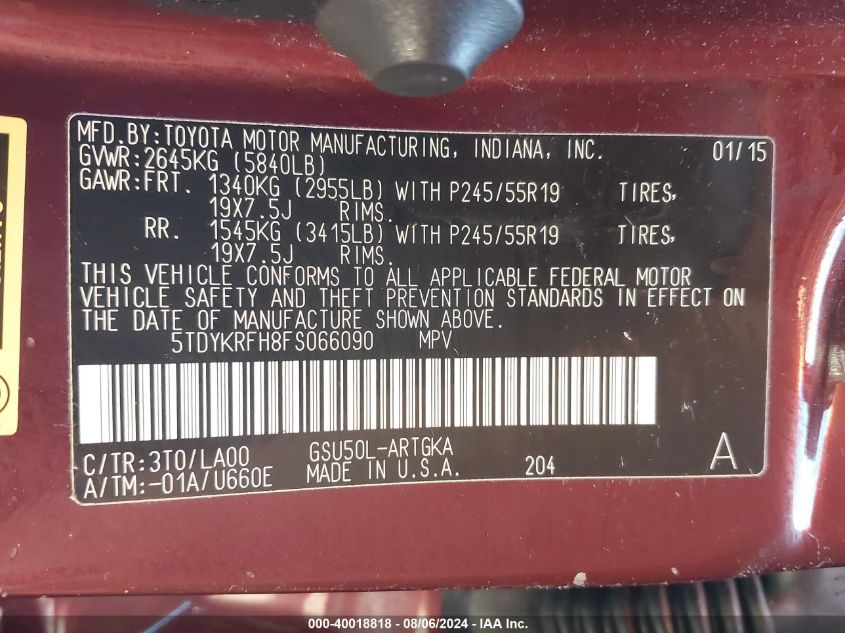 MFD.BY:TOYOTA MOTOR MANUFACTURING, INDIANA, INC. 01/15
GVWR:2645KG (5840LB)
GAWR:FRT. 1340KG (2955LB) WITH P245/55R19 TIRES,
19X7.5J RIMS.
RR. 1545KG (3415LB) WITH P245/55R19 TIRES,
19X7.5J RIMS.
THIS VEHICLE CONFORMS TO ALL APPLICABLE FEDERAL MOTOR
VEHICLE SAFETY AND THEFT PREVENTION STANDARDS IN EFFECT ON
THE DATE OF MANUFACTURE SHOWN ABOVE.
5TDYKRFH8FS066090 MPV
C/TR:3T0/LA00 GSU50L-ARTGKA
A/TM:-01A/U660E MADE IN U.S.A. 204 A
000-40018818 - 08/06/2024 - IAA Inc.